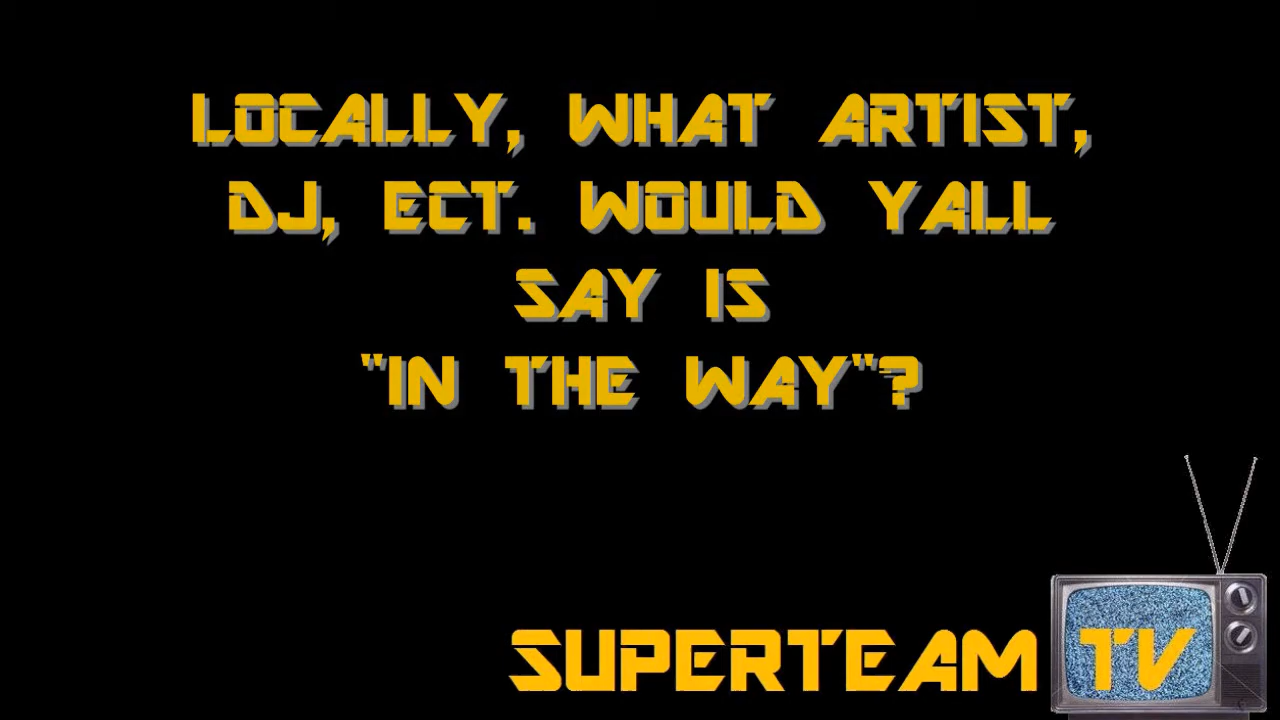 LOCALLY, WHAT ARTIST,
DJ, ECT. WOULD YALL
SAY IS
"IN THE WAY"?
SUPERTEAM TV